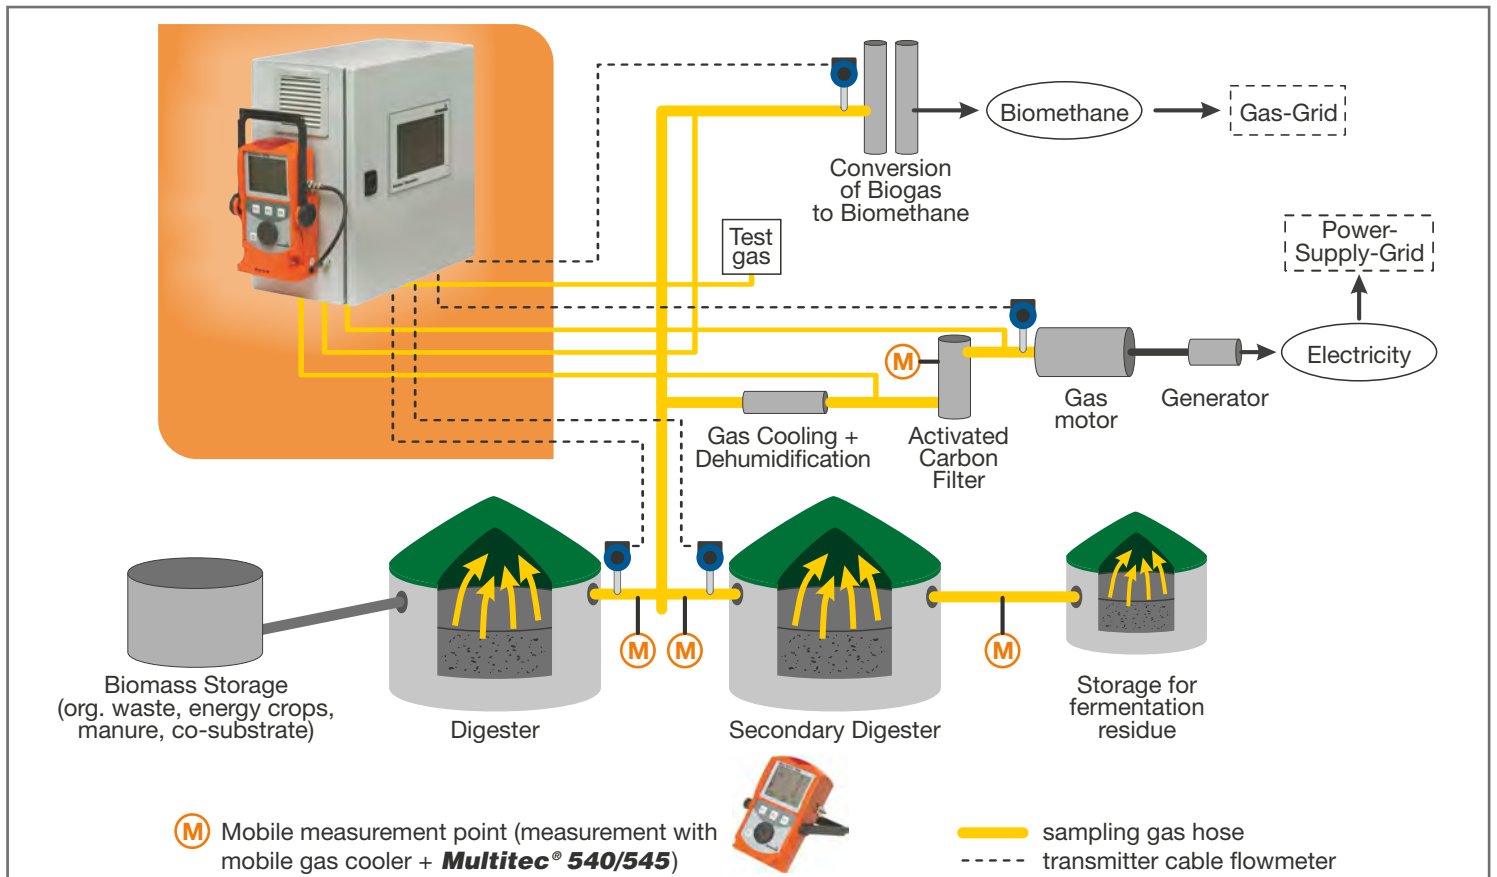 Conversion
of Biogas
to Biomethane
Biomethane
Gas-Grid
Test
gas
Power-
Supply-Grid
M
Electricity
Gas
motor
Generator
Gas Cooling +
Dehumidification
Activated
Carbon
Filter
M
M
M
Biomass Storage
(org. waste, energy crops,
manure, co-substrate)
Digester
Secondary Digester
Storage for
fermentation
residue
M Mobile measurement point (measurement with
mobile gas cooler + Multitec® 540/545)
sampling gas hose
transmitter cable flowmeter